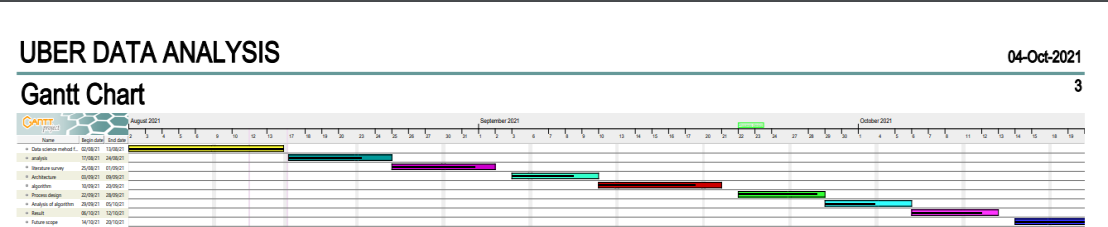 UBER DATA ANALYSIS
04-Oct-2021
Gantt Chart
3
GANTT
project
August 2021
September 2021
October 2021
Name Begin date End date
Data science method f... 02/08/21 13/08/21
analysis 17/08/21 24/08/21
literature survey 25/08/21 01/09/21
Architecture 03/09/21 09/09/21
algorithm 10/09/21 20/09/21
Process design 22/09/21 28/09/21
Analysis of algorithm 29/09/21 05/10/21
Result 06/10/21 12/10/21
Future scope 14/10/21 20/10/21